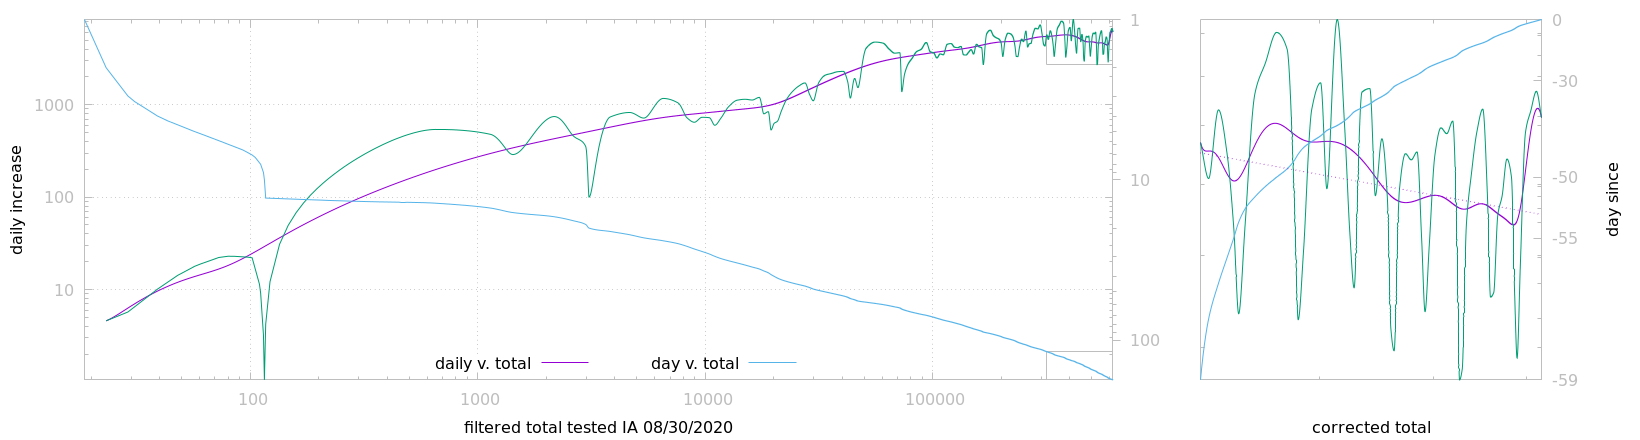 daily increase
1000
100
10
100
1000
10000
100000
filtered total tested IA 08/30/2020
daily v. total
day v. total
1
10
100
0
-30
-50
-55
-59
day since
corrected total